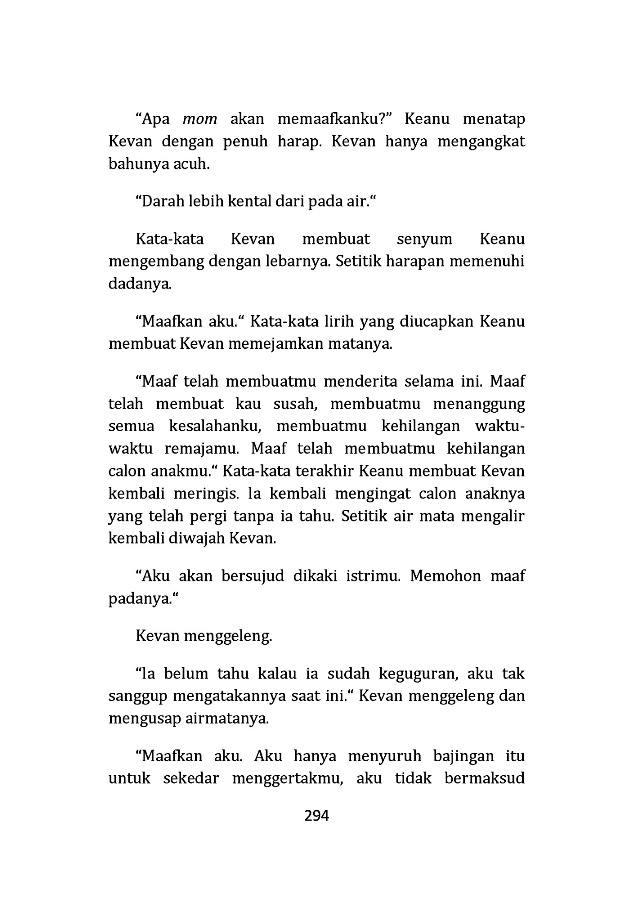 “Apa mom akan memaafkanku?” Keanu menatap
Kevan dengan penuh harap. Kevan hanya mengangkat
bahunya acuh.
“Darah lebih kental dari pada air.“
Kata-kata Kevan membuat senyum Keanu
mengembang dengan lebarnya. Setitik harapan memenuhi
dadanya.
“Maafkan aku.“ Kata-kata lirih yang diucapkan Keanu
membuat Kevan memejamkan matanya.
“Maaf telah membuatmu menderita selama ini. Maaf
telah membuat kau susah, membuatmu menanggung
semua kesalahanku, membuatmu kehilangan waktu-
waktu remajamu. Maaf telah membuatmu kehilangan
calon anakmu.“ Kata-kata terakhir Keanu membuat Kevan
kembali meringis. Ia kembali mengingat calon anaknya
yang telah pergi tanpa ia tahu. Setitik air mata mengalir
kembali diwajah Kevan.
“Aku akan bersujud dikaki istrimu. Memohon maaf
padanya.“
Kevan menggeleng.
“Ia belum tahu kalau ia sudah keguguran, aku tak
sanggup mengatakannya saat ini.“ Kevan menggeleng dan
mengusap airmatanya.
“Maafkan aku. Aku hanya menyuruh bajingan itu
untuk sekedar menggertakmu, aku tidak bermaksud
294